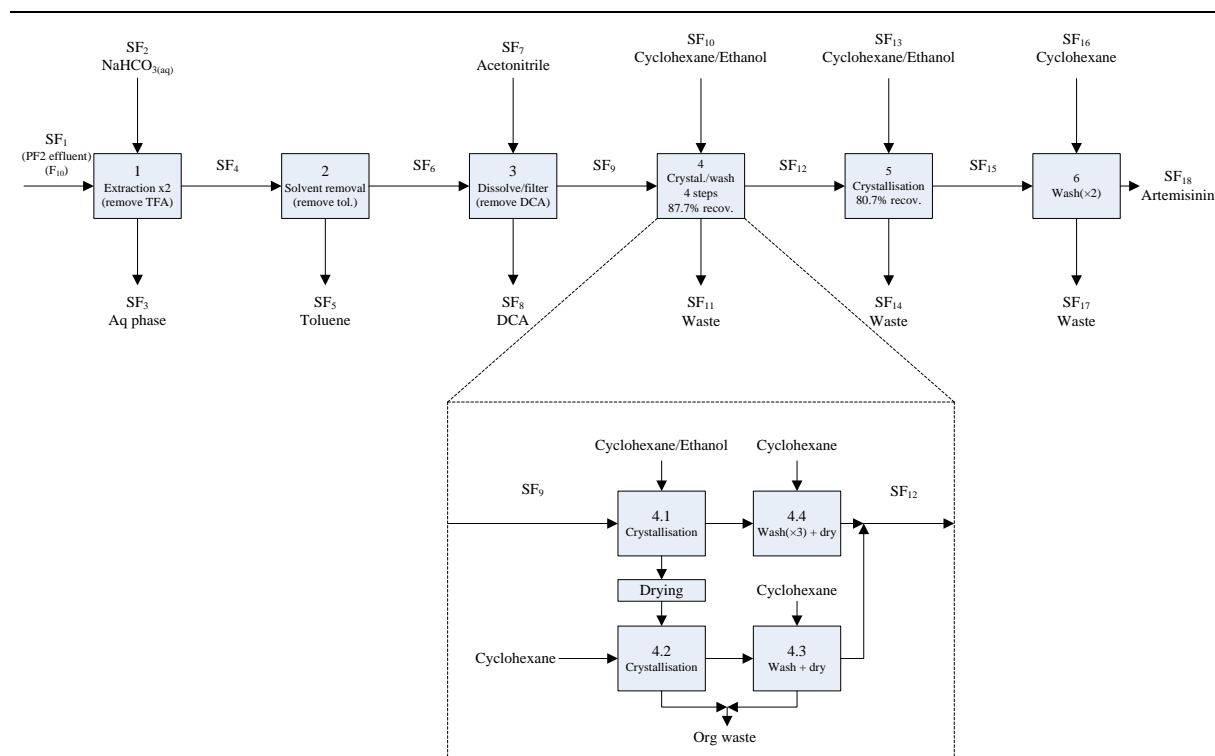 SF2
NaHCO3(aq)
SF7
Acetonitrile
SF10
Cyclohexane/Ethanol
SF13
Cyclohexane/Ethanol
SF16
Cyclohexane
SF1
(PF2 effluent)
(F10)
1
Extraction x2
(remove TFA)
SF4
2
Solvent removal
(remove tol.)
SF6
3
Dissolve/filter
(remove DCA)
SF9
4
Crystal./wash
4 steps
87.7% recov.
SF12
5
Crystallisation
80.7% recov.
SF15
6
Wash(×2)
SF18
Artemisinin
SF3
Aq phase
SF5
Toluene
SF8
DCA
SF11
Waste
SF14
Waste
SF17
Waste
Cyclohexane/Ethanol
Cyclohexane
SF9
4.1
Crystallisation
4.4
Wash(×3) + dry
SF12
Drying
Cyclohexane
Cyclohexane
4.2
Crystallisation
4.3
Wash + dry
Org waste